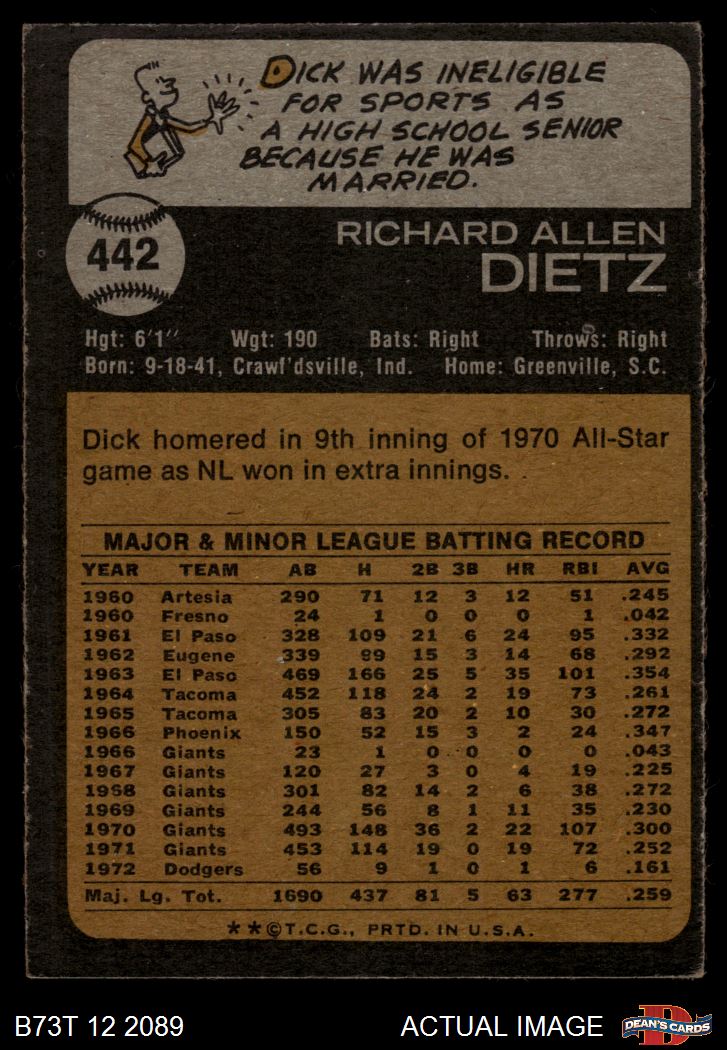 DICK WAS INELIGIBLE
FOR SPORTS AS
A HIGH SCHOOL SENIOR
BECAUSE HE WAS
MARRIED.
442
RICHARD ALLEN
DIETZ
Hgt: 6'1" Wgt: 190 Bats: Right Throws: Right
Born: 9-18-41, Crawf'dsville, Ind. Home: Greenville, S.C.
Dick homered in 9th inning of 1970 All-Star
game as NL won in extra innings.
MAJOR & MINOR LEAGUE BATTING RECORD
YEAR TEAM AB H 2B 3B HR RBI AVG
1960 Artesia 290 71 12 3 12 51 .245
1960 Fresno 24 1 0 0 0 1 .042
1961 El Paso 328 109 21 6 24 95 .332
1962 Eugene 339 99 15 3 14 68 .292
1963 El Paso 469 166 25 5 35 101 .354
1964 Tacoma 452 118 24 2 19 73 .261
1965 Tacoma 305 83 20 2 10 30 .272
1966 Phoenix 150 52 15 3 2 24 .347
1966 Giants 23 1 0 0 0 0 .043
1967 Giants 120 27 3 0 4 19 .225
1968 Giants 301 82 14 2 6 38 .272
1969 Giants 244 56 8 1 11 35 .230
1970 Giants 493 148 36 2 22 107 .300
1971 Giants 453 114 19 0 19 72 .252
1972 Dodgers 56 9 1 0 1 6 .161
Maj. Lg. Tot. 1690 437 81 5 63 277 .259
**©T.C.G., PRTD. IN U.S.A.
B73T 12 2089 ACTUAL IMAGE
D
DEAN'S CARDS